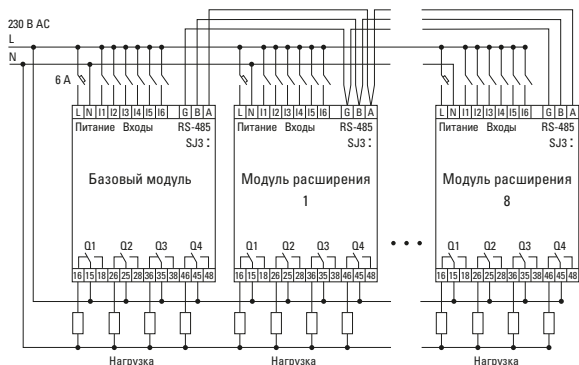 230 В AC
L
N
6 А
L N I1 I2 I3 I4 I5 I6 G B A
Питание Входы RS-485
SJ3
Базовый модуль
Q1 Q2 Q3 Q4
16 15 18 26 25 28 36 35 38 46 45 48
Нагрузка
L N I1 I2 I3 I4 I5 I6 G B A
Питание Входы RS-485
SJ3
Модуль расширения
1
Q1 Q2 Q3 Q4
16 15 18 26 25 28 36 35 38 46 45 48
Нагрузка
L N I1 I2 I3 I4 I5 I6 G B A
Питание Входы RS-485
SJ3
Модуль расширения
8
Q1 Q2 Q3 Q4
16 15 18 26 25 28 36 35 38 46 45 48
Нагрузка